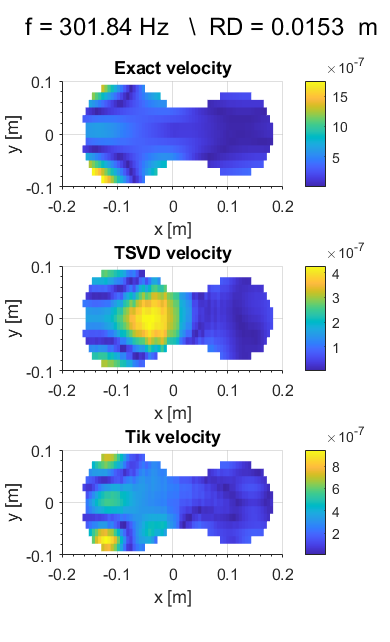 f = 301.84 Hz \ RD = 0.0153 m
Exact velocity
×10⁻⁷
0.1
0
-0.1
y [m]
-0.2 -0.1 0 0.1 0.2
x [m]
15
10
5
TSVD velocity
×10⁻⁷
0.1
0
-0.1
y [m]
-0.2 -0.1 0 0.1 0.2
x [m]
4
3
2
1
Tik velocity
×10⁻⁷
0.1
0
-0.1
y [m]
-0.2 -0.1 0 0.1 0.2
x [m]
8
6
4
2